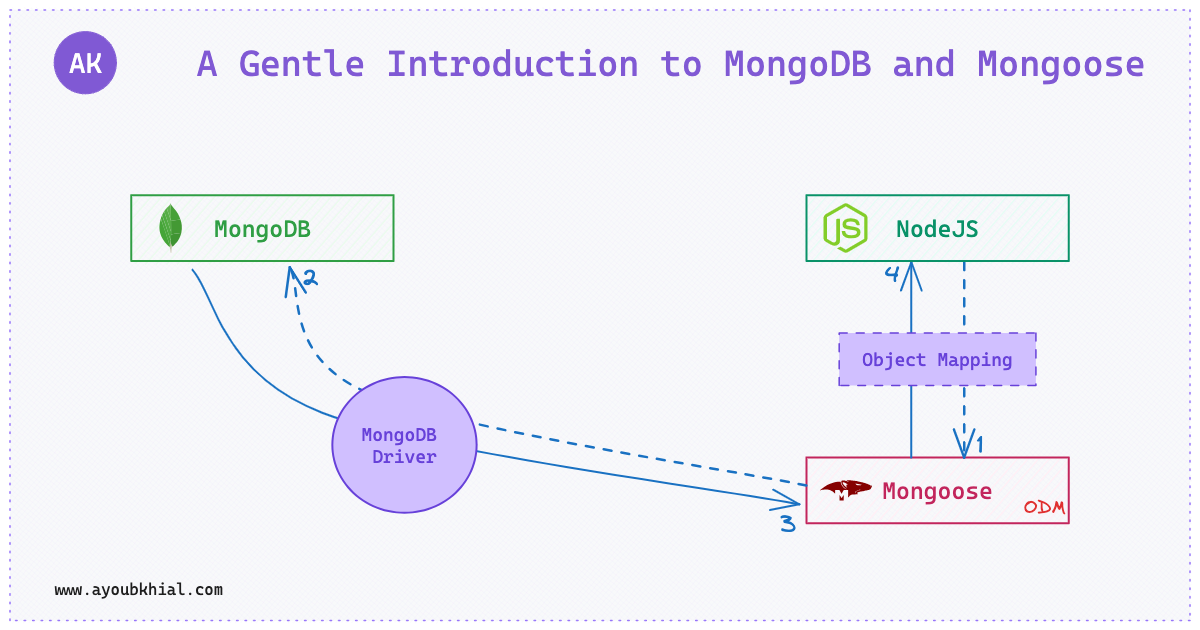 AK
A Gentle Introduction to MongoDB and Mongoose
MongoDB
JS
NodeJS
2
4
Object Mapping
MongoDB
Driver
1
Mongoose
ODM
3
www.ayoubkhial.com